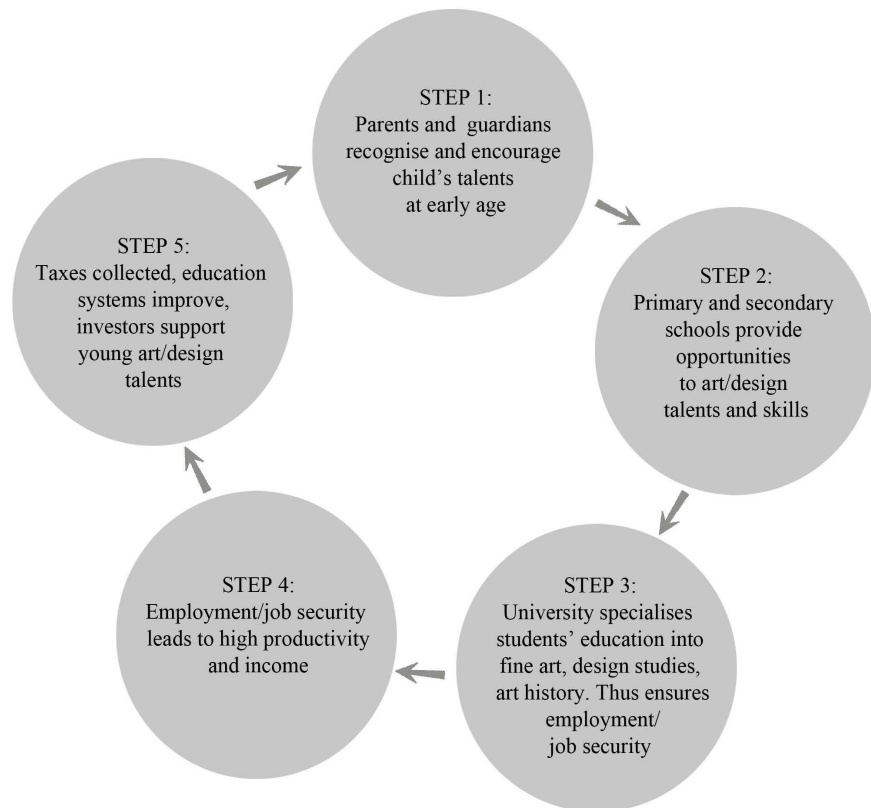 STEP 1:
Parents and guardians
recognise and encourage
child’s talents
at early age
STEP 2:
Primary and secondary
schools provide
opportunities
to art/design
talents and skills
STEP 3:
University specialises
students’ education into
fine art, design studies,
art history. Thus ensures
employment/
job security
STEP 4:
Employment/job security
leads to high productivity
and income
STEP 5:
Taxes collected, education
systems improve,
investors support
young art/design
talents